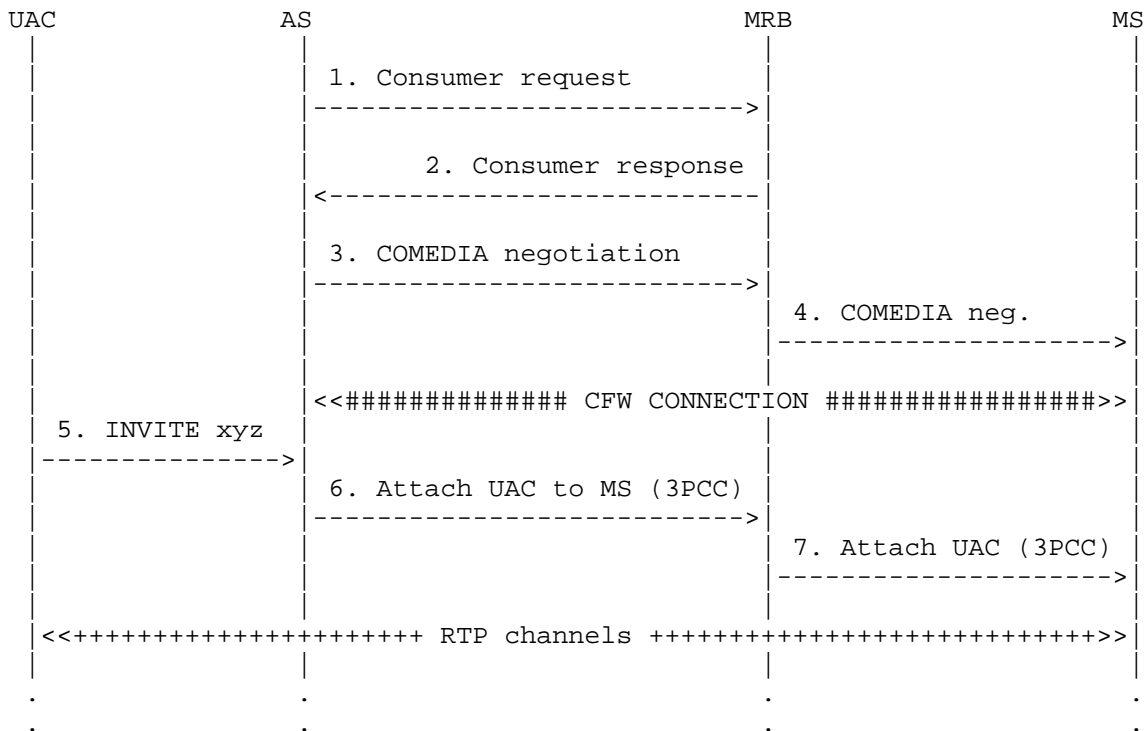 UAC AS MRB MS
1. Consumer request
2. Consumer response
3. COMEDIA negotiation
4. COMEDIA neg.
CFW CONNECTION
5. INVITE xyz
6. Attach UAC to MS (3PCC)
7. Attach UAC (3PCC)
RTP channels